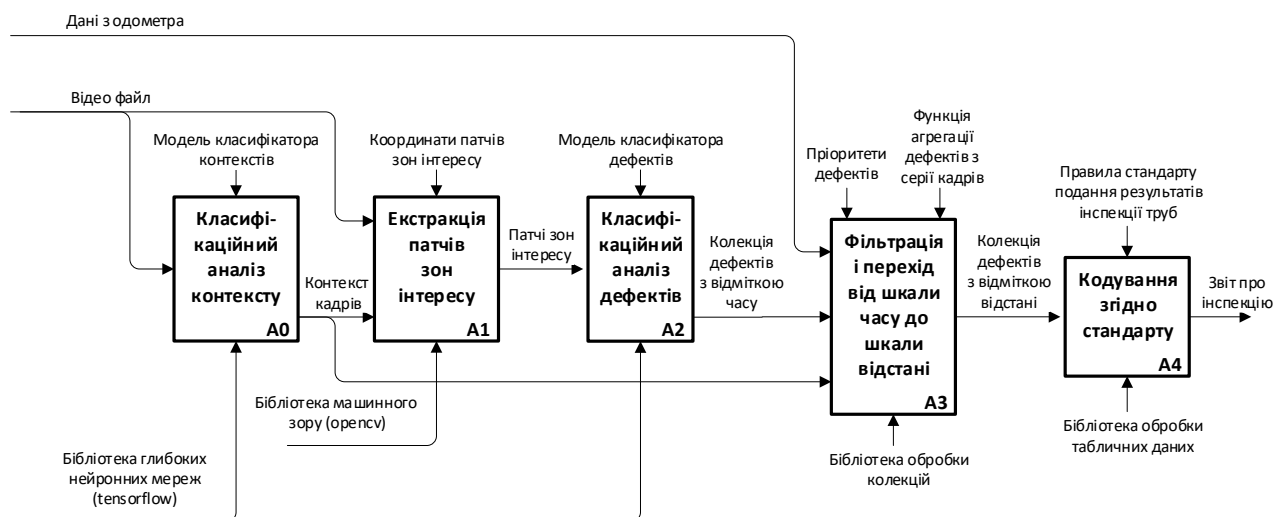 Дані з одометра
Відео файл
Модель класифікатора
контекстів
Координати патчів
зон інтересу
Модель класифікатора
дефектів
Пріоритети
дефектів
Функція
агрегації
дефектів з
серії кадрів
Правила стандарту
подання результатів
інспекції труб
Класифі-
каційний
аналіз
контексту
A0
Контекст
кадрів
Екстракція
патчів
зон
інтересу
A1
Патчі зон
інтересу
Класифі-
каційний
аналіз
дефектів
A2
Колекція
дефектів
з відміткою
часу
Фільтрація
і перехід
від шкали
часу до
шкали
відстані
A3
Колекція
дефектів
з відміткою
відстані
Кодування
згідно
стандарту
A4
Звіт про
інспекцію
Бібліотека машинного
зору (opencv)
Бібліотека глибоких
нейронних мереж
(tensorflow)
Бібліотека обробки
колекцій
Бібліотека обробки
табличних даних